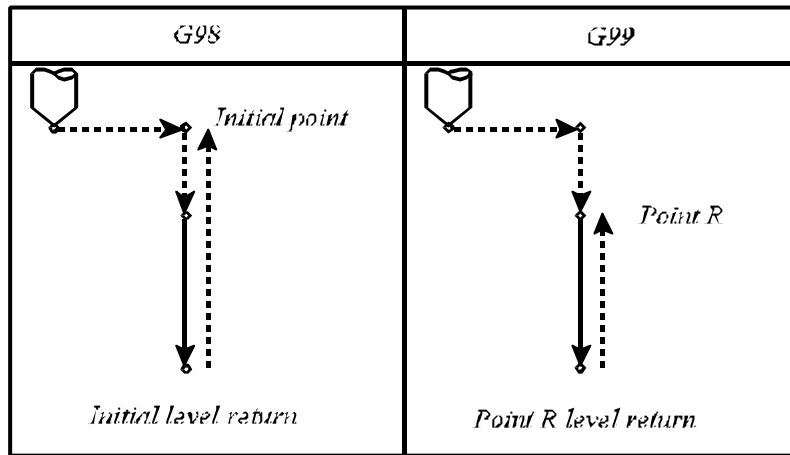 G98
G99
Initial point
Point R
Initial level return
Point R level return